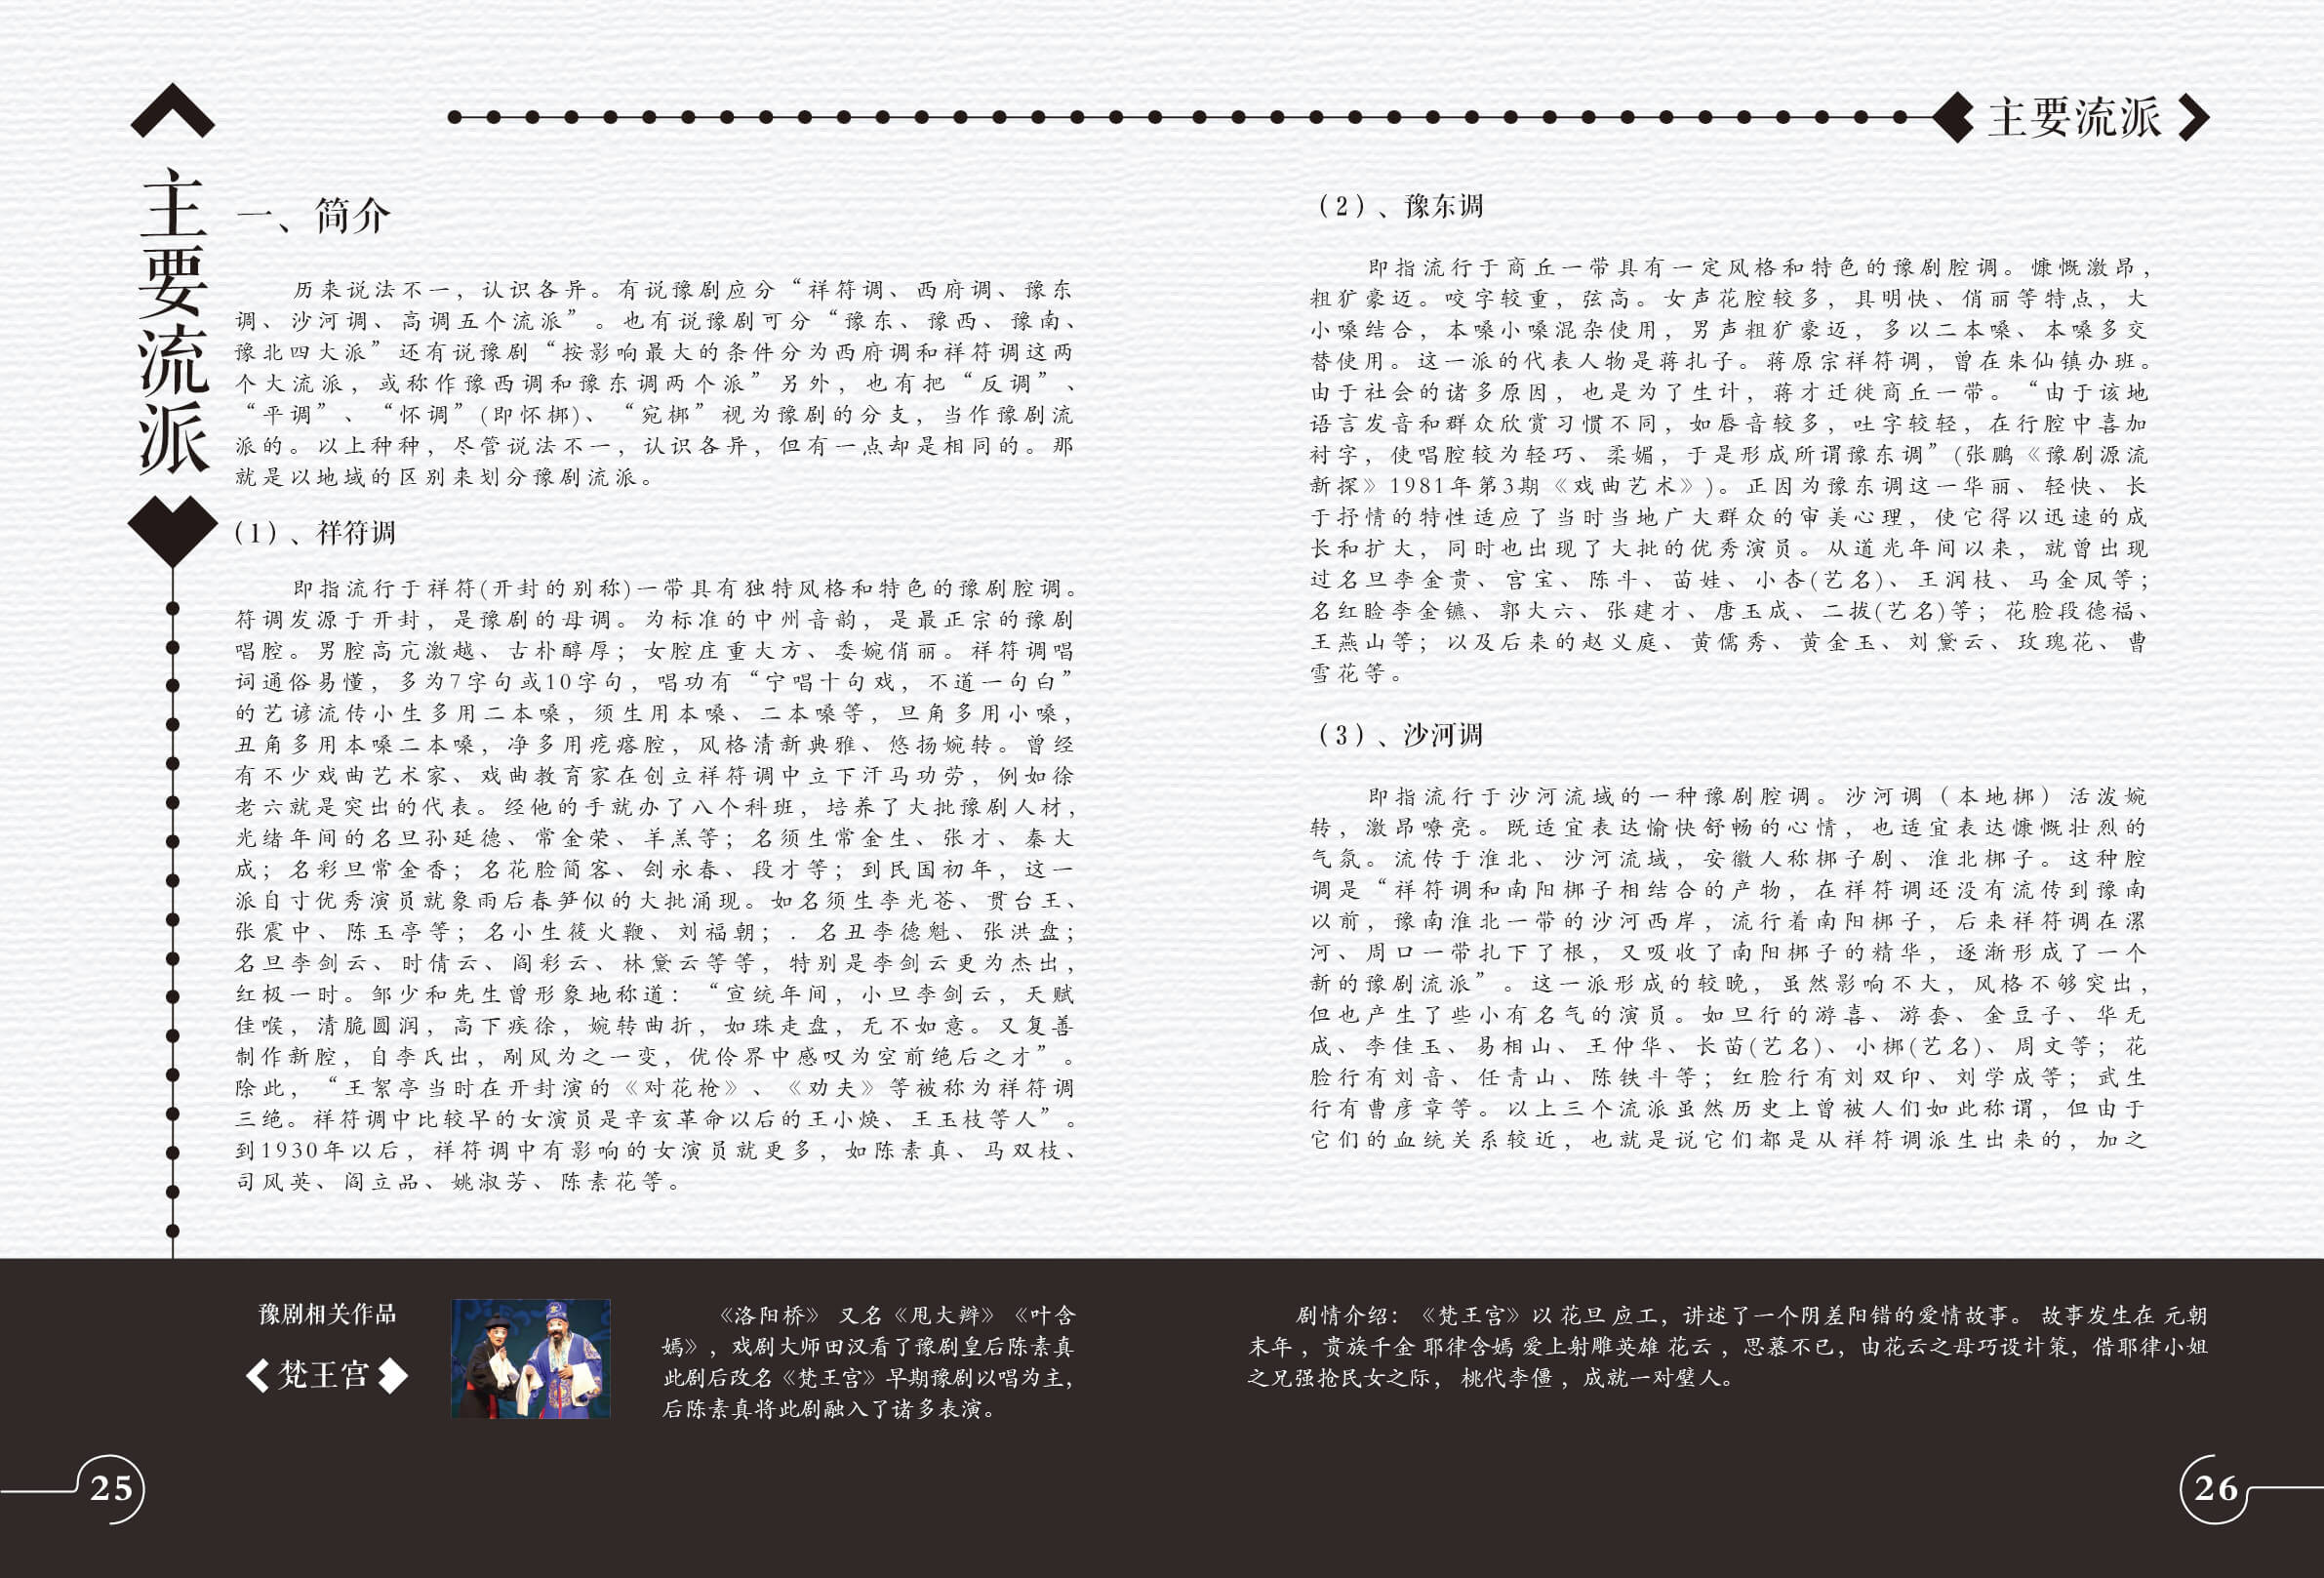 主要流派
一、简介
历来说法不一，认识各异。有说豫剧应分“祥符调、西府调、豫东
调、沙河调、高调五个流派”。也有说豫剧可分“豫东、豫西、豫南、
豫北四大派”还有说豫剧“按影响最大的条件分为西府调和祥符调这两
个大流派，或称作豫西调和豫东调两个派”另外，也有把“反调”、
“平调”、“怀调”(即怀梆)、“宛梆”视为豫剧的分支，当作豫剧流
派的。以上种种，尽管说法不一，认识各异，但有一点却是相同的。那
就是以地域的区别来划分豫剧流派。
（1）、祥符调
即指流行于祥符(开封的别称)一带具有独特风格和特色的豫剧腔调。
符调发源于开封，是豫剧的母调。为标准的中州音韵，是最正宗的豫剧
唱腔。男腔高亢激越、古朴醇厚；女腔庄重大方、委婉俏丽。祥符调唱
词通俗易懂，多为7字句或10字句，唱功有“宁唱十句戏，不道一句白”
的艺谚流传小生多用二本嗓，须生用本嗓、二本嗓等，旦角多用小嗓，
丑角多用本嗓二本嗓，净多用疙瘩腔，风格清新典雅、悠扬婉转。曾经
有不少戏曲艺术家、戏曲教育家在创立祥符调中立下汗马功劳，例如徐
老六就是突出的代表。经他的手就办了八个科班，培养了大批豫剧人材，
光绪年间的名旦孙延德、常金荣、羊羔等；名须生常金生、张才、秦大
成；名彩旦常金香；名花脸简客、刽永春、段才等；到民国初年，这一
派自寸优秀演员就象雨后春笋似的大批涌现。如名须生李光苍、贯台王、
张震中、陈玉亭等；名小生筱火鞭、刘福朝；．名丑李德魁、张洪盘；
名旦李剑云、时倩云、阎彩云、林黛云等等，特别是李剑云更为杰出，
红极一时。邹少和先生曾形象地称道：“宣统年间，小旦李剑云，天赋
佳喉，清脆圆润，高下疾徐，婉转曲折，如珠走盘，无不如意。又复善
制作新腔，自李氏出，剐风为之一变，优伶界中感叹为空前绝后之才”。
除此，“王絮亭当时在开封演的《对花枪》、《劝夫》等被称为祥符调
三绝。祥符调中比较早的女演员是辛亥革命以后的王小焕、王玉枝等人”。
到1930年以后，祥符调中有影响的女演员就更多，如陈素真、马双枝、
司风英、阎立品、姚淑芳、陈素花等。
主要流派
（2）、豫东调
即指流行于商丘一带具有一定风格和特色的豫剧腔调。慷慨激昂，
粗犷豪迈。咬字较重，弦高。女声花腔较多，具明快、俏丽等特点，大
小嗓结合，本嗓小嗓混杂使用，男声粗犷豪迈，多以二本嗓、本嗓多交
替使用。这一派的代表人物是蒋扎子。蒋原宗祥符调，曾在朱仙镇办班。
由于社会的诸多原因，也是为了生计，蒋才迁徙商丘一带。“由于该地
语言发音和群众欣赏习惯不同，如唇音较多，吐字较轻，在行腔中喜加
衬字，使唱腔较为轻巧、柔媚，于是形成所谓豫东调”(张鹏《豫剧源流
新探》1981年第3期《戏曲艺术》)。正因为豫东调这一华丽、轻快、长
于抒情的特性适应了当时当地广大群众的审美心理，使它得以迅速的成
长和扩大，同时也出现了大批的优秀演员。从道光年间以来，就曾出现
过名旦李金贵、宫宝、陈斗、苗娃、小杏(艺名)、王润枝、马金凤等；
名红睑李金镳、郭大六、张建才、唐玉成、二拔(艺名)等；花脸段德福、
王燕山等；以及后来的赵义庭、黄儒秀、黄金玉、刘黛云、玫瑰花、曹
雪花等。
（3）、沙河调
即指流行于沙河流域的一种豫剧腔调。沙河调（本地梆）活泼婉
转，激昂嘹亮。既适宜表达愉快舒畅的心情，也适宜表达慷慨壮烈的
气氛。流传于淮北、沙河流域，安徽人称梆子剧、淮北梆子。这种腔
调是“祥符调和南阳梆子相结合的产物，在祥符调还没有流传到豫南
以前，豫南淮北一带的沙河西岸，流行着南阳梆子，后来祥符调在漯
河、周口一带扎下了根，又吸收了南阳梆子的精华，逐渐形成了一个
新的豫剧流派”。这一派形成的较晚，虽然影响不大，风格不够突出，
但也产生了些小有名气的演员。如旦行的游喜、游套、金豆子、华无
成、李佳玉、易相山、王仲华、长苗(艺名)、小梆(艺名)、周文等；花
脸行有刘音、任青山、陈铁斗等；红脸行有刘双印、刘学成等；武生
行有曹彦章等。以上三个流派虽然历史上曾被人们如此称谓，但由于
它们的血统关系较近，也就是说它们都是从祥符调派生出来的，加之
豫剧相关作品
梵王宫
《洛阳桥》 又名《甩大辫》《叶含
嫣》，戏剧大师田汉看了豫剧皇后陈素真
此剧后改名《梵王宫》早期豫剧以唱为主，
后陈素真将此剧融入了诸多表演。
剧情介绍：《梵王宫》以 花旦 应工，讲述了一个阴差阳错的爱情故事。 故事发生在 元朝
末年 ，贵族千金 耶律含嫣 爱上射雕英雄 花云 ，思慕不已，由花云之母巧设计策，借耶律小姐
之兄强抢民女之际， 桃代李僵 ，成就一对璧人。
25
26